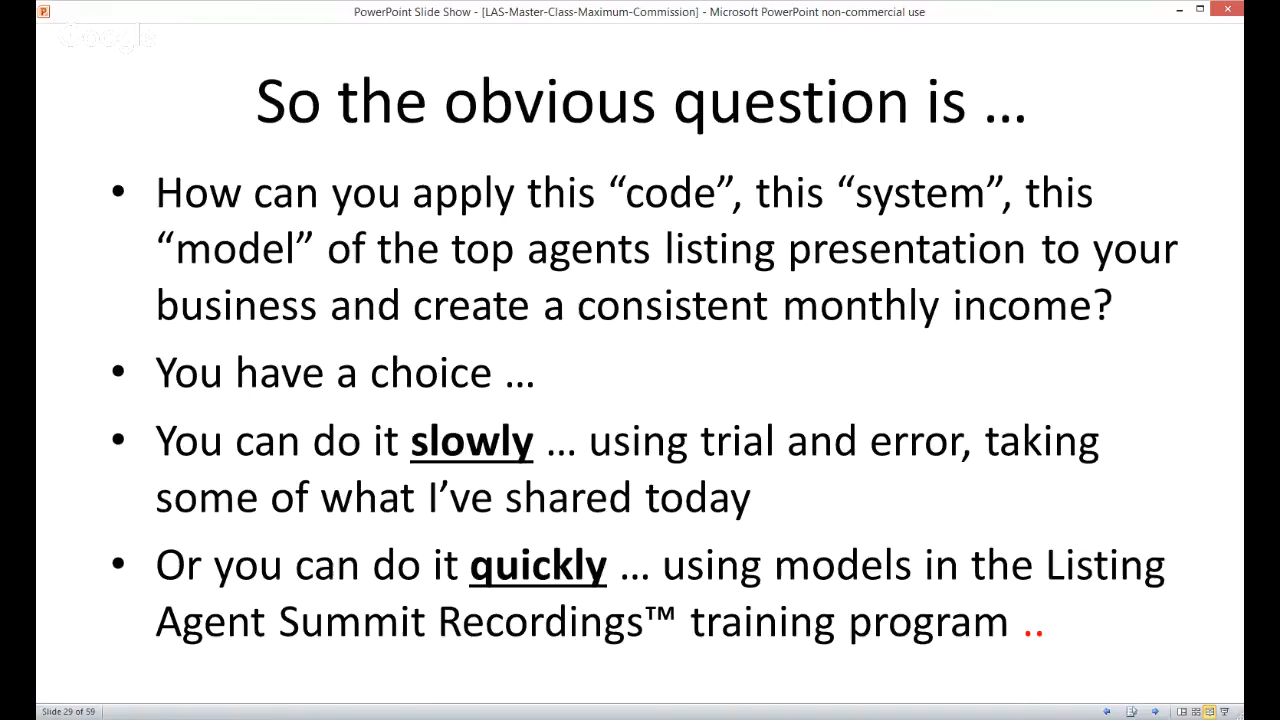 PowerPoint Slide Show - [LAS-Master-Class-Maximum-Commission] - Microsoft PowerPoint non-commercial use
Google
So the obvious question is ...
• How can you apply this “code”, this “system”, this
“model” of the top agents listing presentation to your
business and create a consistent monthly income?
• You have a choice ...
• You can do it slowly ... using trial and error, taking
some of what I’ve shared today
• Or you can do it quickly ... using models in the Listing
Agent Summit Recordings™ training program ..
Slide 29 of 59